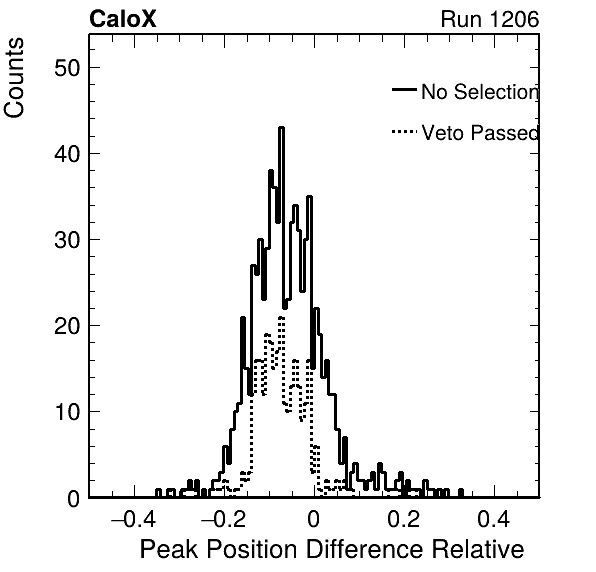 CaloX Run 1206
Counts
50
40
30
20
10
0
No Selection
Veto Passed
−0.4 −0.2 0 0.2 0.4
Peak Position Difference Relative